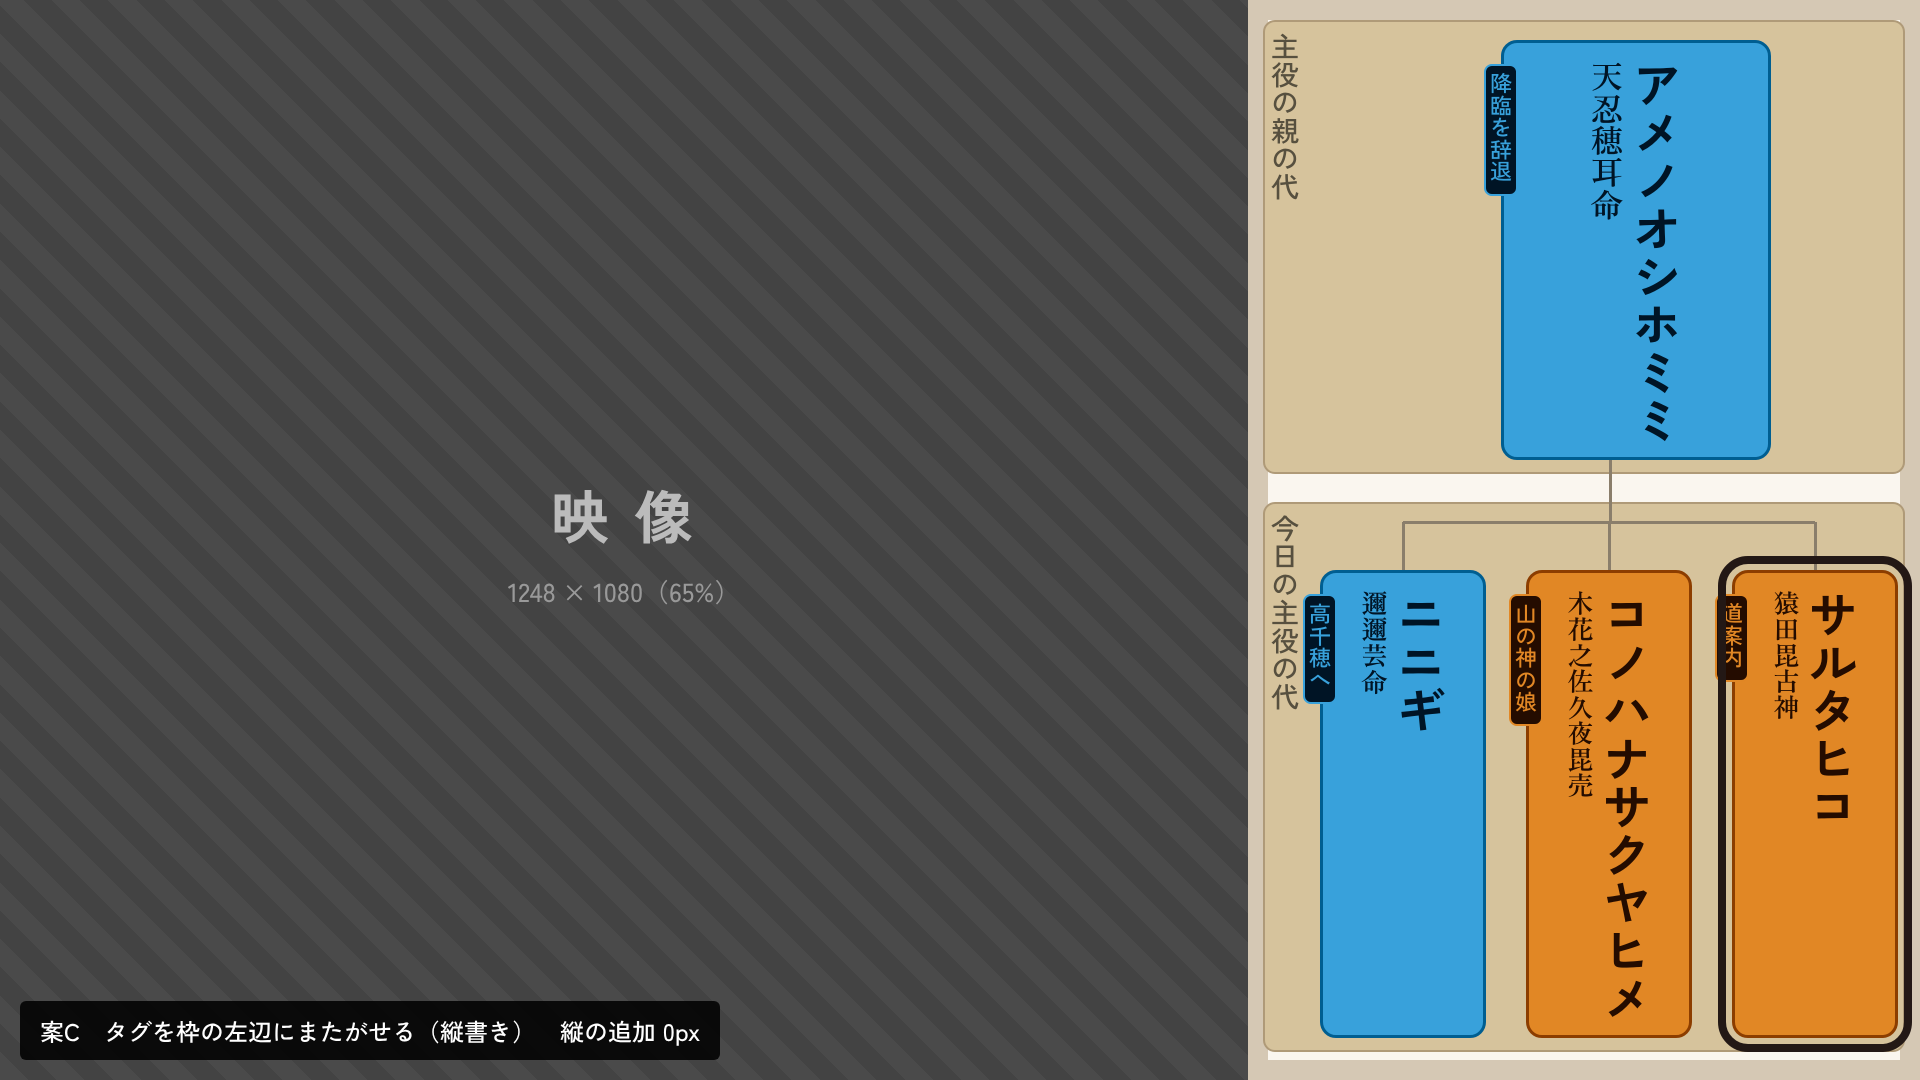 映像
1248 × 1080（65%）
案C　タグを枠の左辺にまたがせる（縦書き）　縦の追加 0px
主役の親の代
アメノオシホミミ
天忍穂耳命
降臨を辞退
今日の主役の代
サルタヒコ
猿田毘古神
道案内
コノハナサクヤヒメ
木花之佐久夜毘売
山の神の娘
ニニギ
邇邇芸命
高千穂へ